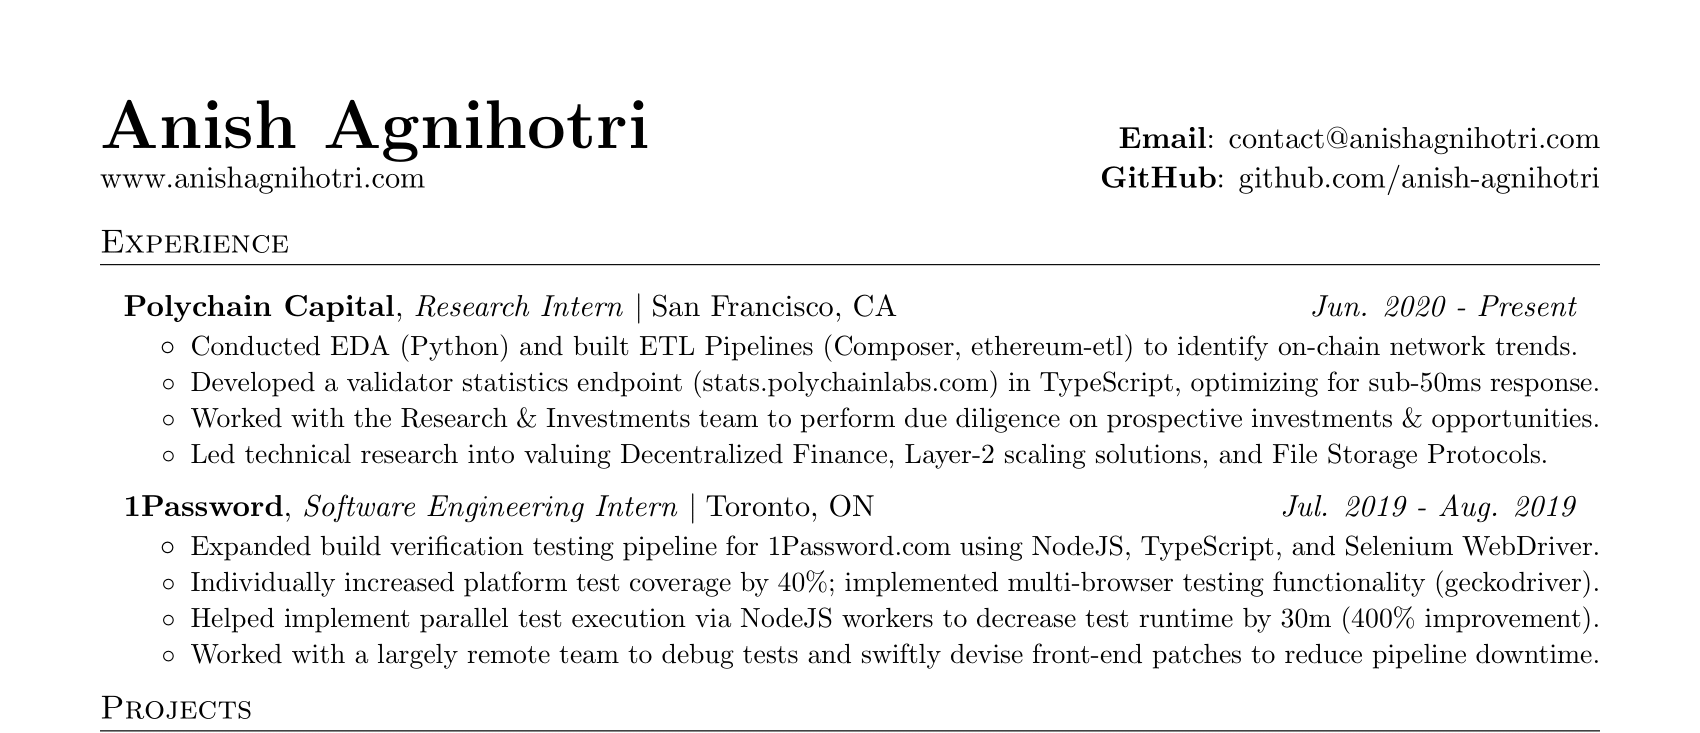 Anish Agnihotri
www.anishagnihotri.com
Email: contact@anishagnihotri.com
GitHub: github.com/anish-agnihotri
EXPERIENCE
Polychain Capital, Research Intern | San Francisco, CA Jun. 2020 - Present
○ Conducted EDA (Python) and built ETL Pipelines (Composer, ethereum-etl) to identify on-chain network trends.
○ Developed a validator statistics endpoint (stats.polychainlabs.com) in TypeScript, optimizing for sub-50ms response.
○ Worked with the Research & Investments team to perform due diligence on prospective investments & opportunities.
○ Led technical research into valuing Decentralized Finance, Layer-2 scaling solutions, and File Storage Protocols.
1Password, Software Engineering Intern | Toronto, ON Jul. 2019 - Aug. 2019
○ Expanded build verification testing pipeline for 1Password.com using NodeJS, TypeScript, and Selenium WebDriver.
○ Individually increased platform test coverage by 40%; implemented multi-browser testing functionality (geckodriver).
○ Helped implement parallel test execution via NodeJS workers to decrease test runtime by 30m (400% improvement).
○ Worked with a largely remote team to debug tests and swiftly devise front-end patches to reduce pipeline downtime.
PROJECTS